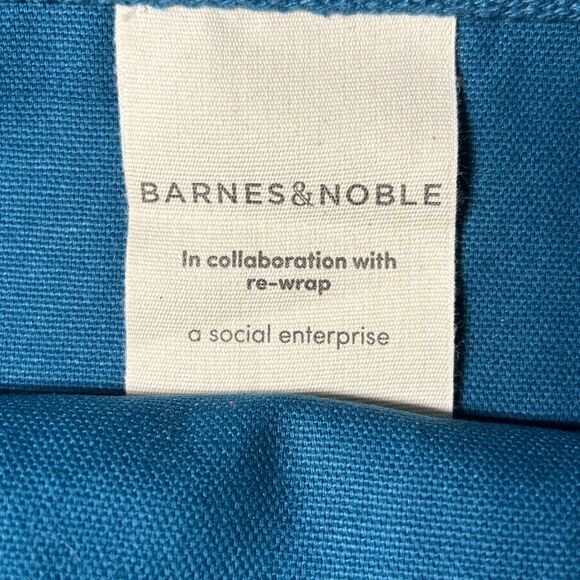 BARNES&NOBLE
In collaboration with
re-wrap
a social enterprise